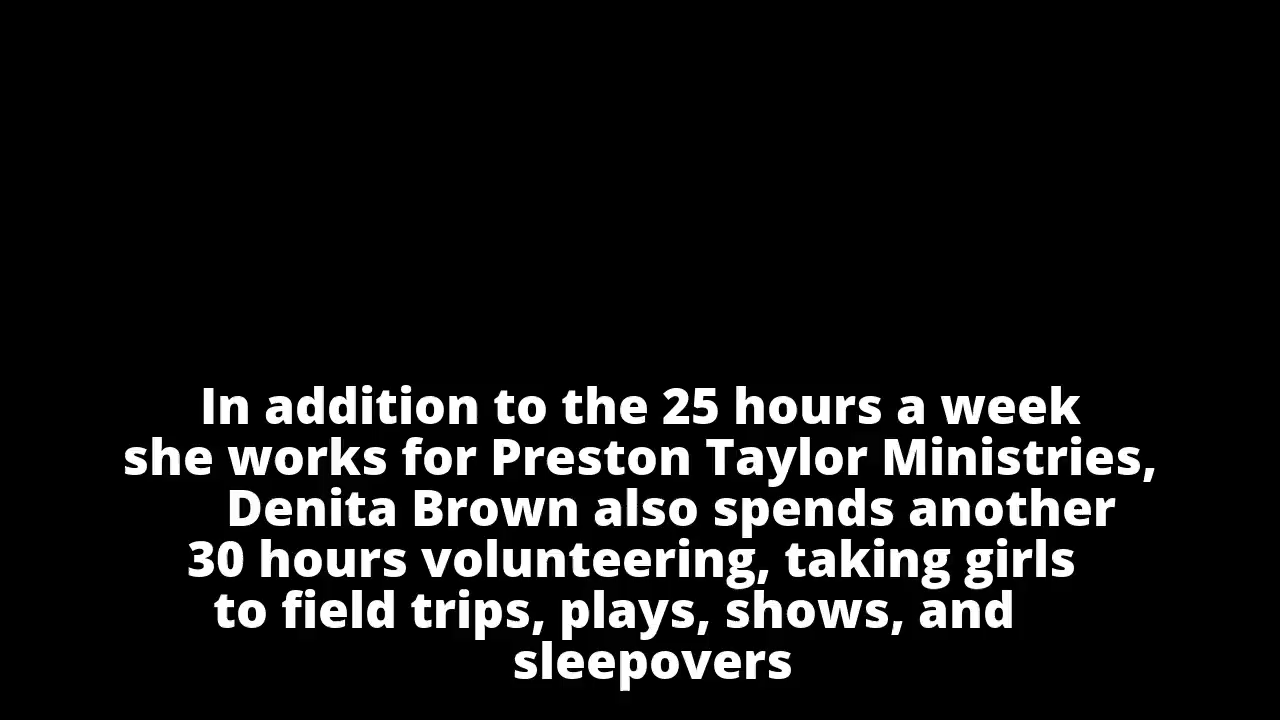 In addition to the 25 hours a week
she works for Preston Taylor Ministries,
Denita Brown also spends another
30 hours volunteering, taking girls
to field trips, plays, shows, and
sleepovers